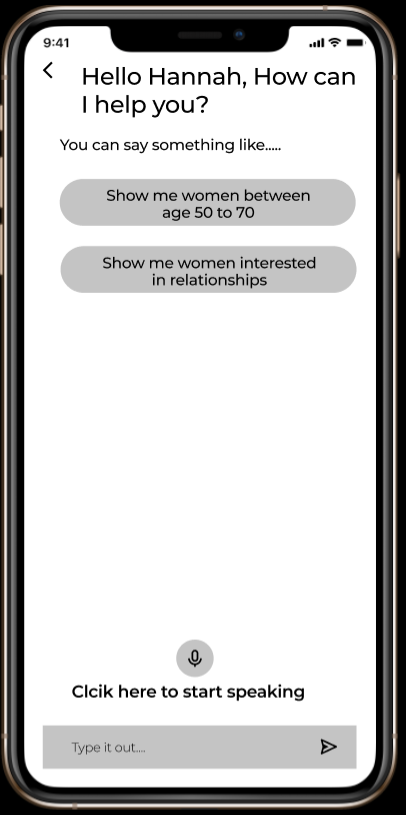 9:41
Hello Hannah, How can
I help you?
You can say something like.....
Show me women between
age 50 to 70
Show me women interested
in relationships
Clcik here to start speaking
Type it out....